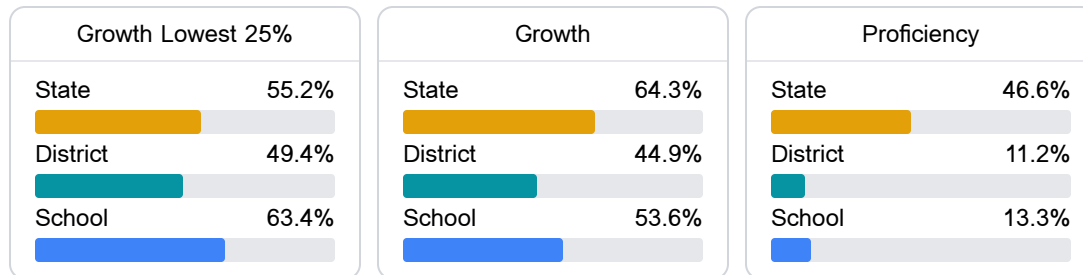 Growth Lowest 25%
State 55.2%
District 49.4%
School 63.4%
Growth
State 64.3%
District 44.9%
School 53.6%
Proficiency
State 46.6%
District 11.2%
School 13.3%